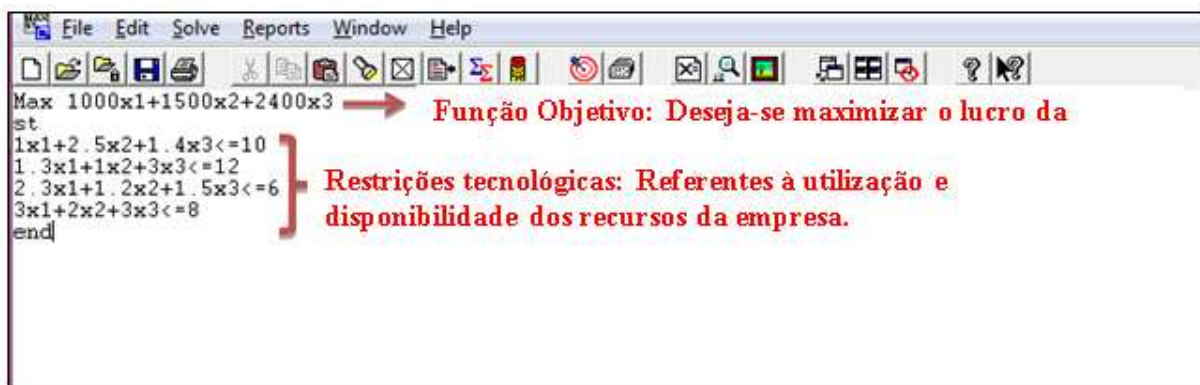 File Edit Solve Reports Window Help
Max 1000x1+1500x2+2400x3
Função Objetivo: Deseja-se maximizar o lucro da
st
1x1+2.5x2+1.4x3<=10
1.3x1+1x2+3x3<=12
2.3x1+1.2x2+1.5x3<=6
3x1+2x2+3x3<=8
end
Restrições tecnológicas: Referentes à utilização e
disponibilidade dos recursos da empresa.